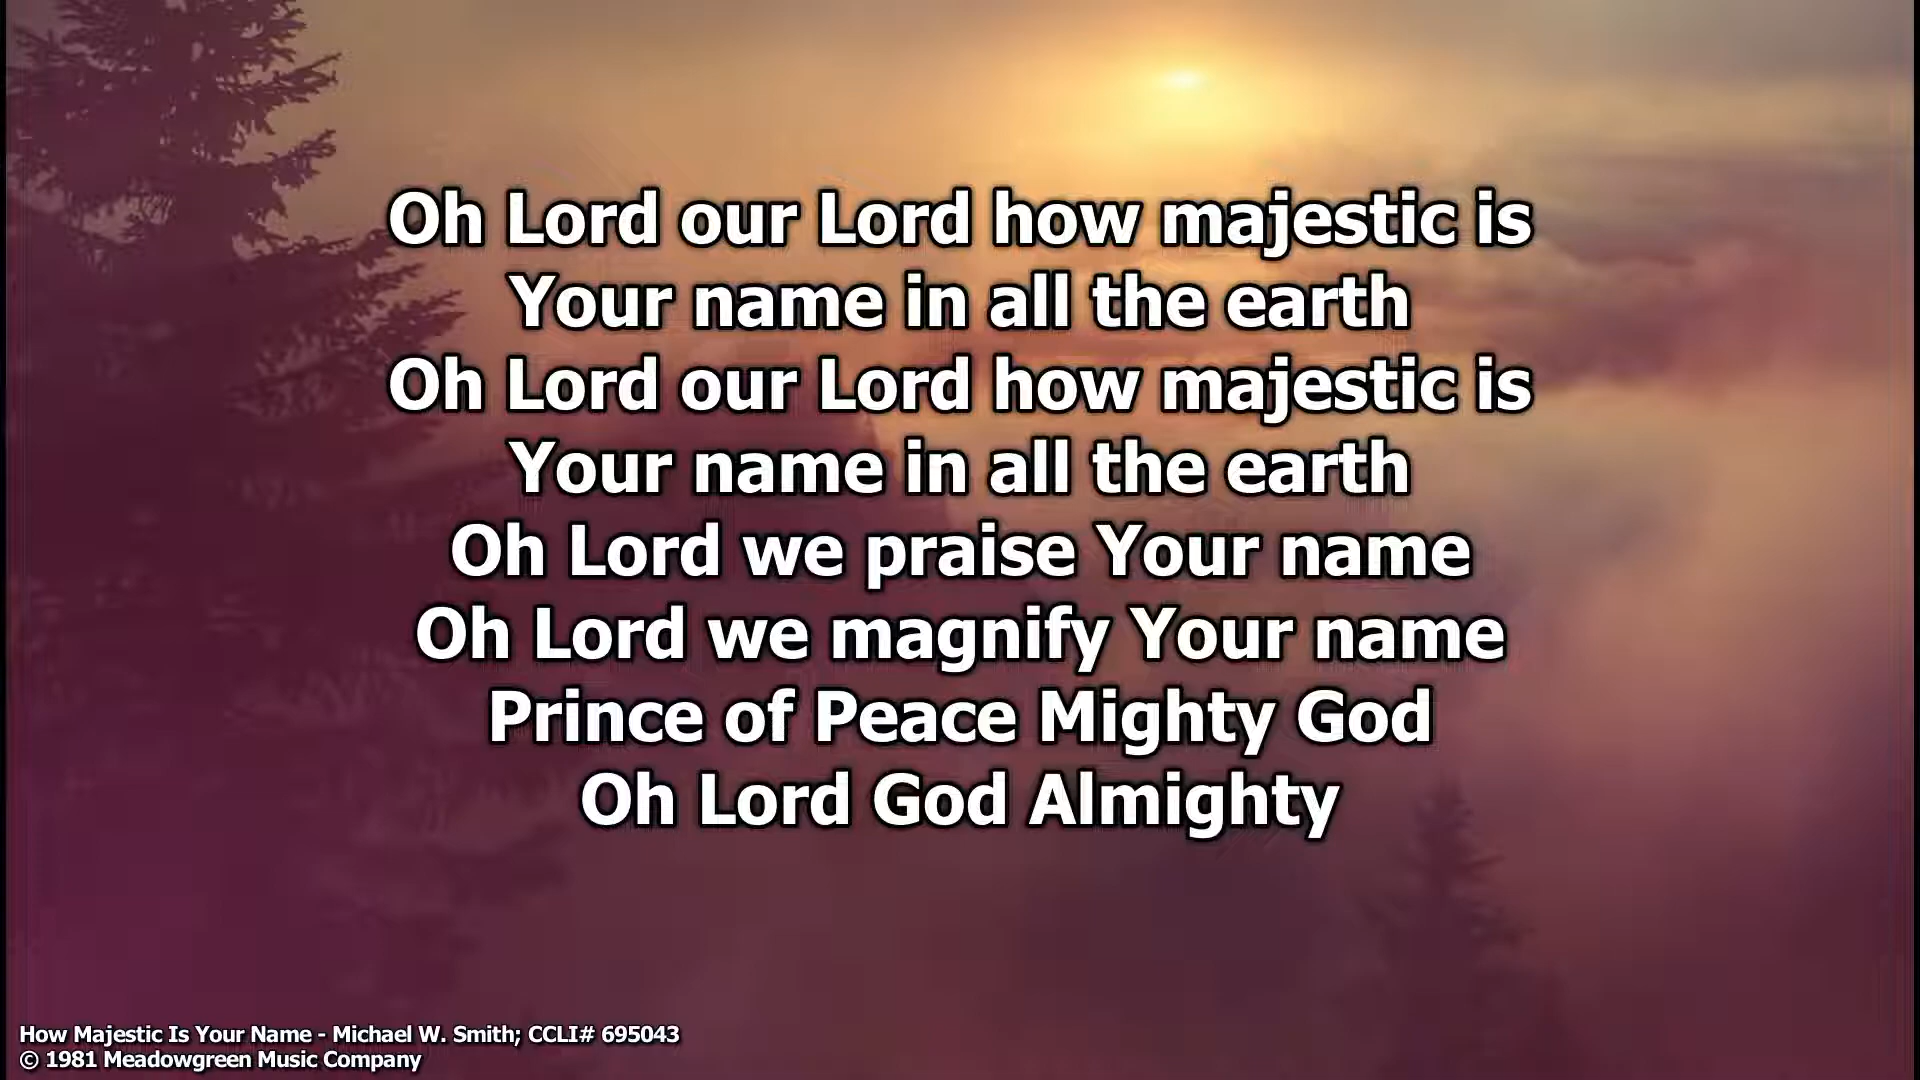 Oh Lord our Lord how majestic is
Your name in all the earth
Oh Lord our Lord how majestic is
Your name in all the earth
Oh Lord we praise Your name
Oh Lord we magnify Your name
Prince of Peace Mighty God
Oh Lord God Almighty
How Majestic Is Your Name - Michael W. Smith; CCLI# 695043
© 1981 Meadowgreen Music Company